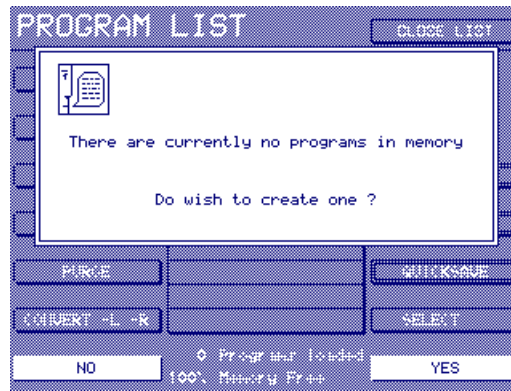 PROGRAM LIST
CLOSE LIST
There are currently no programs in memory
Do wish to create one ?
PURGE
QUICKSAVE
CONVERT -L -R
SELECT
NO
0 Programs loaded
YES
100% Memory Free